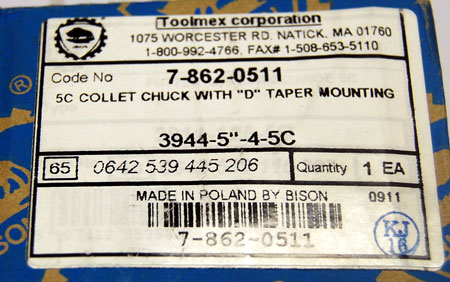 Toolmex corporation
1075 WORCESTER RD. NATICK, MA 01760
1-800-992-4766, FAX# 1-508-653-5110
Code No 7-862-0511
5C COLLET CHUCK WITH "D" TAPER MOUNTING
3944-5"-4-5C
65 0642 539 445 206 Quantity 1 EA
MADE IN POLAND BY BISON 0911
7-862-0511
KJ
16